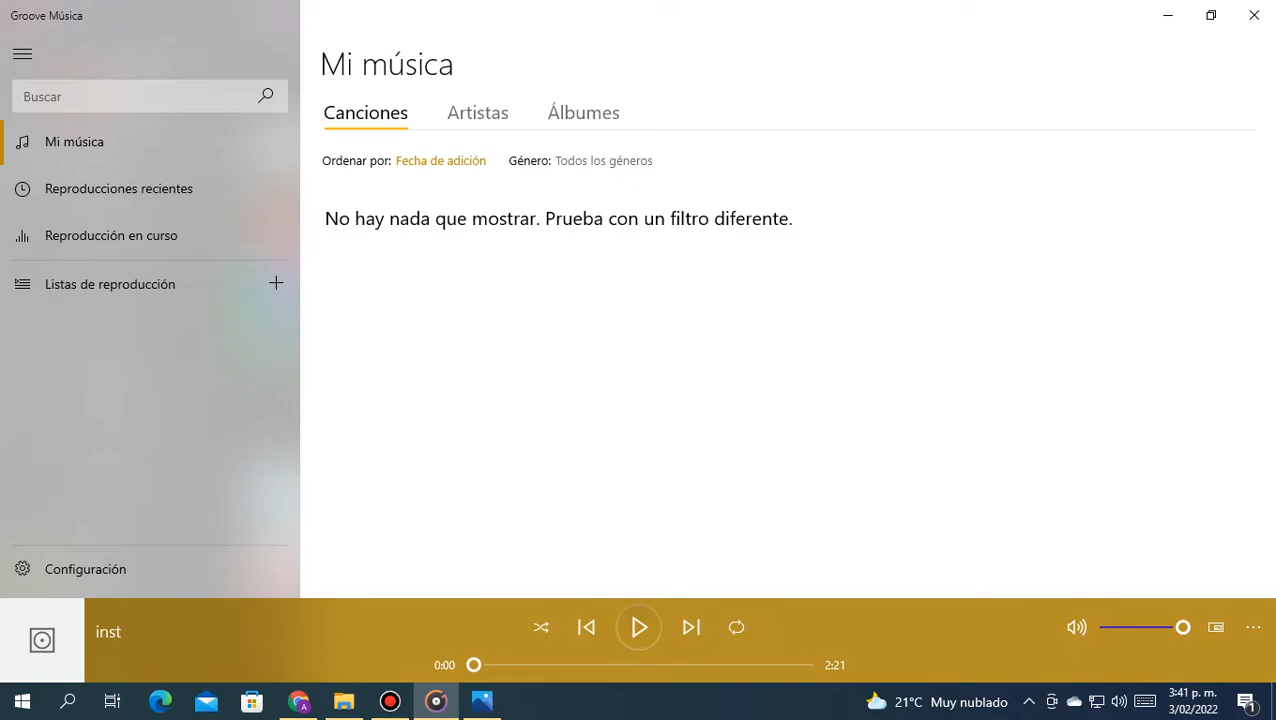 Groove Música
Buscar
Mi música
Reproducciones recientes
Reproducción en curso
Listas de reproducción
Configuración
Mi música
Canciones Artistas Álbumes
Ordenar por: Fecha de adición Género: Todos los géneros
No hay nada que mostrar. Prueba con un filtro diferente.
inst
0:00 2:21
21°C Muy nublado
3:41 p. m.
3/02/2022
1
A